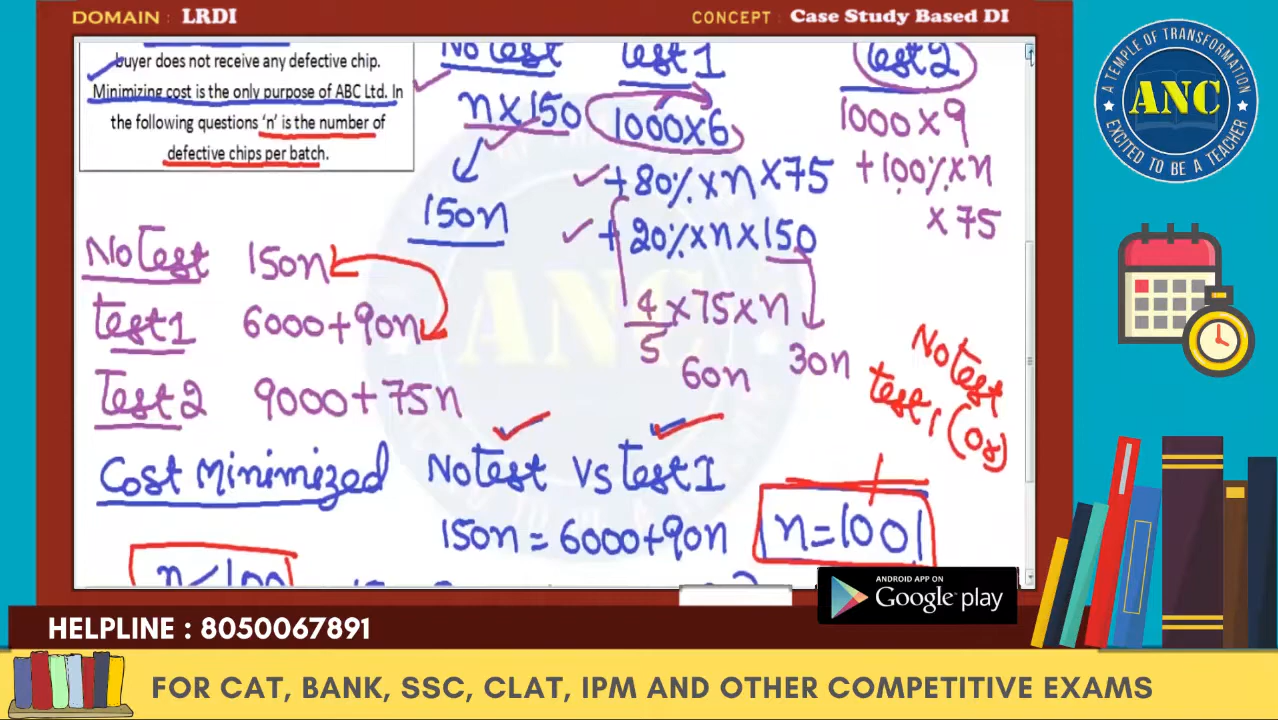 DOMAIN : LRDI
CONCEPT : Case Study Based DI
buyer does not receive any defective chip.
Minimizing cost is the only purpose of ABC Ltd. In
the following questions 'n' is the number of
defective chips per batch.
No Test
Test 1
Test 2
n×150
1000×6
1000×9
+80%×n×75
+100%×n
×75
150n
+20%×n×150
No Test 150n
4/5×75×n
Test 1 6000+90n
60n
30n
No Test
test 1 (or)
Test 2 9000+75n
Cost Minimized
No Test Vs Test 1
150n = 6000+90n
n=100
n<100
A TEMPLE OF TRANSFORMATION
ANC
EXCITED TO BE A TEACHER
ANC
ANDROID APP ON
Google play
HELPLINE : 8050067891
FOR CAT, BANK, SSC, CLAT, IPM AND OTHER COMPETITIVE EXAMS